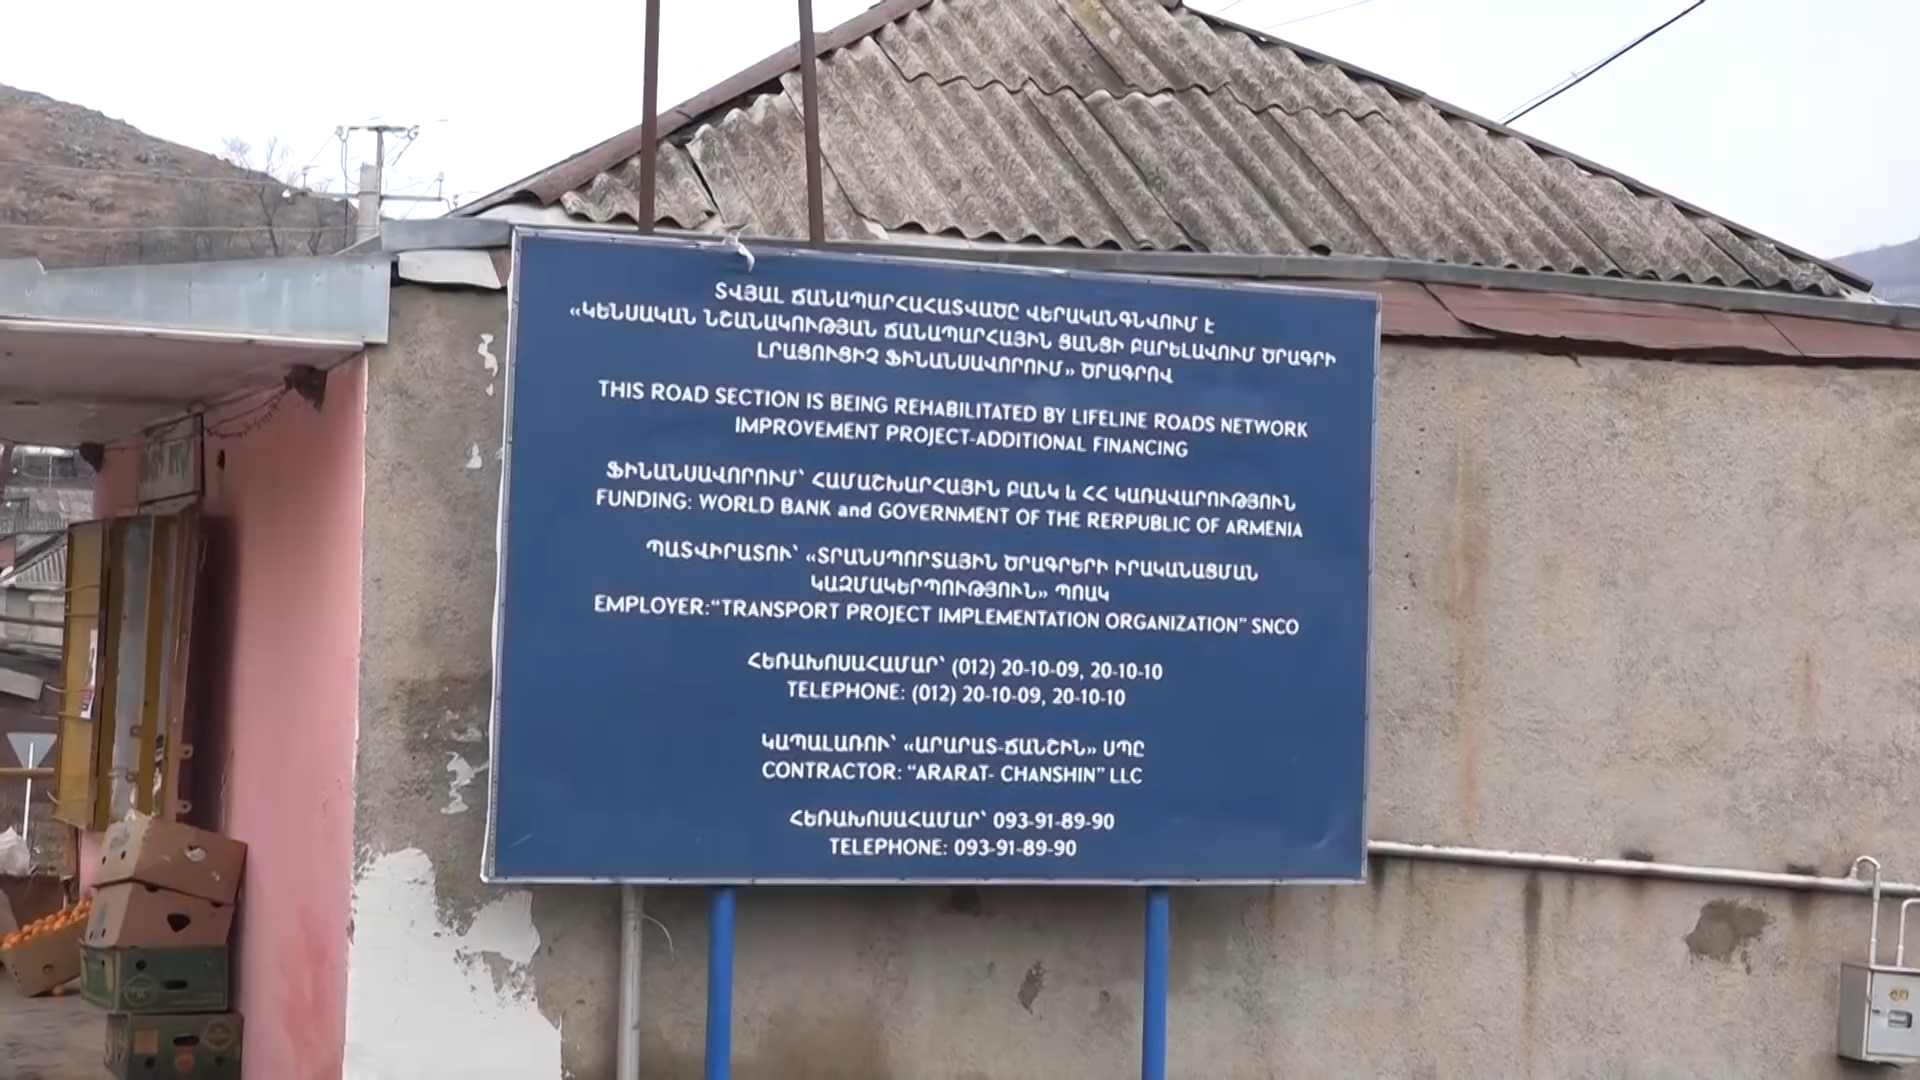 ՏՎՅԱԼ ՃԱՆԱՊԱՐՀԱՀԱՏՎԱԾԸ ՎԵՐԱԿԱՆԳՆՎՈՒՄ Է
«ԿԵՆՍԱԿԱՆ ՆՇԱՆԱԿՈՒԹՅԱՆ ՃԱՆԱՊԱՐՀԱՅԻՆ ՑԱՆՑԻ ԲԱՐԵԼԱՎՈՒՄ ԾՐԱԳՐԻ
ԼՐԱՑՈՒՑԻՉ ՖԻՆԱՆՍԱՎՈՐՈՒՄ» ԾՐԱԳՐՈՎ
THIS ROAD SECTION IS BEING REHABILITATED BY LIFELINE ROADS NETWORK
IMPROVEMENT PROJECT-ADDITIONAL FINANCING
ՖԻՆԱՆՍԱՎՈՐՈՒՄ՝ ՀԱՄԱՇԽԱՐՀԱՅԻՆ ԲԱՆԿ և ՀՀ ԿԱՌԱՎԱՐՈՒԹՅՈՒՆ
FUNDING: WORLD BANK and GOVERNMENT OF THE RERPUBLIC OF ARMENIA
ՊԱՏՎԻՐԱՏՈՒ՝ «ՏՐԱՆՍՊՈՐՏԱՅԻՆ ԾՐԱԳՐԵՐԻ ԻՐԱԿԱՆԱՑՄԱՆ
ԿԱԶՄԱԿԵՐՊՈՒԹՅՈՒՆ» ՊՈԱԿ
EMPLOYER:“TRANSPORT PROJECT IMPLEMENTATION ORGANIZATION” SNCO
ՀԵՌԱԽՈՍԱՀԱՄԱՐ՝ (012) 20-10-09, 20-10-10
TELEPHONE: (012) 20-10-09, 20-10-10
ԿԱՊԱԼԱՌՈՒ՝ «ԱՐԱՐԱՏ-ՃԱՆՇԻՆ» ՍՊԸ
CONTRACTOR: “ARARAT- CHANSHIN” LLC
ՀԵՌԱԽՈՍԱՀԱՄԱՐ՝ 093-91-89-90
TELEPHONE: 093-91-89-90